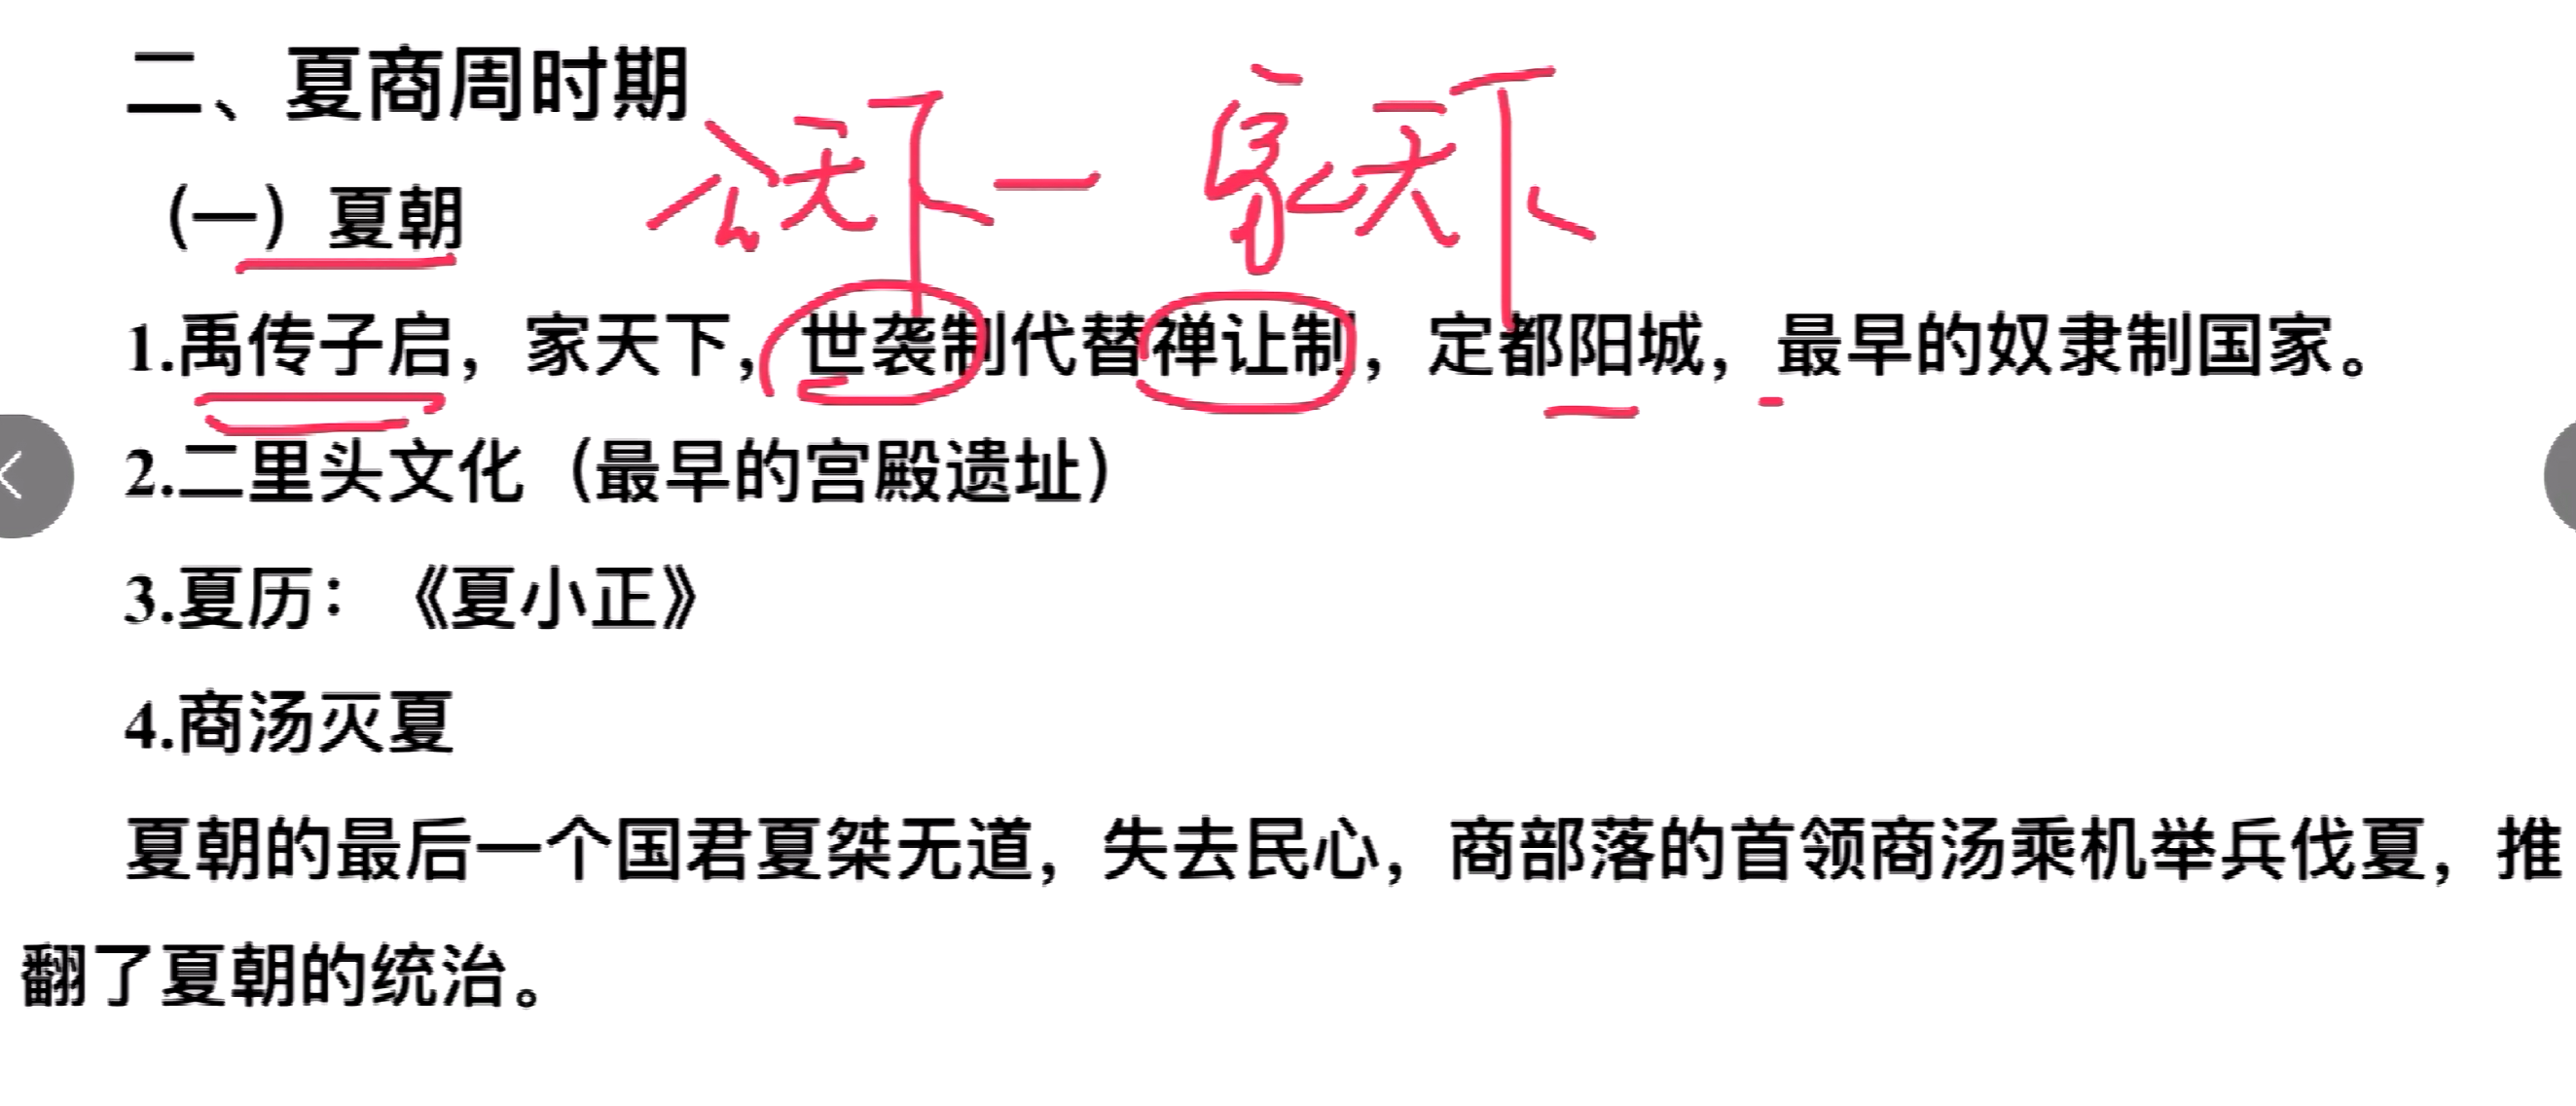 二、夏商周时期
公天下— 家天下
（一）夏朝
1.禹传子启，家天下，世袭制代替禅让制，定都阳城，最早的奴隶制国家。
2.二里头文化（最早的宫殿遗址）
3.夏历：《夏小正》
4.商汤灭夏
夏朝的最后一个国君夏桀无道，失去民心，商部落的首领商汤乘机举兵伐夏，推
翻了夏朝的统治。